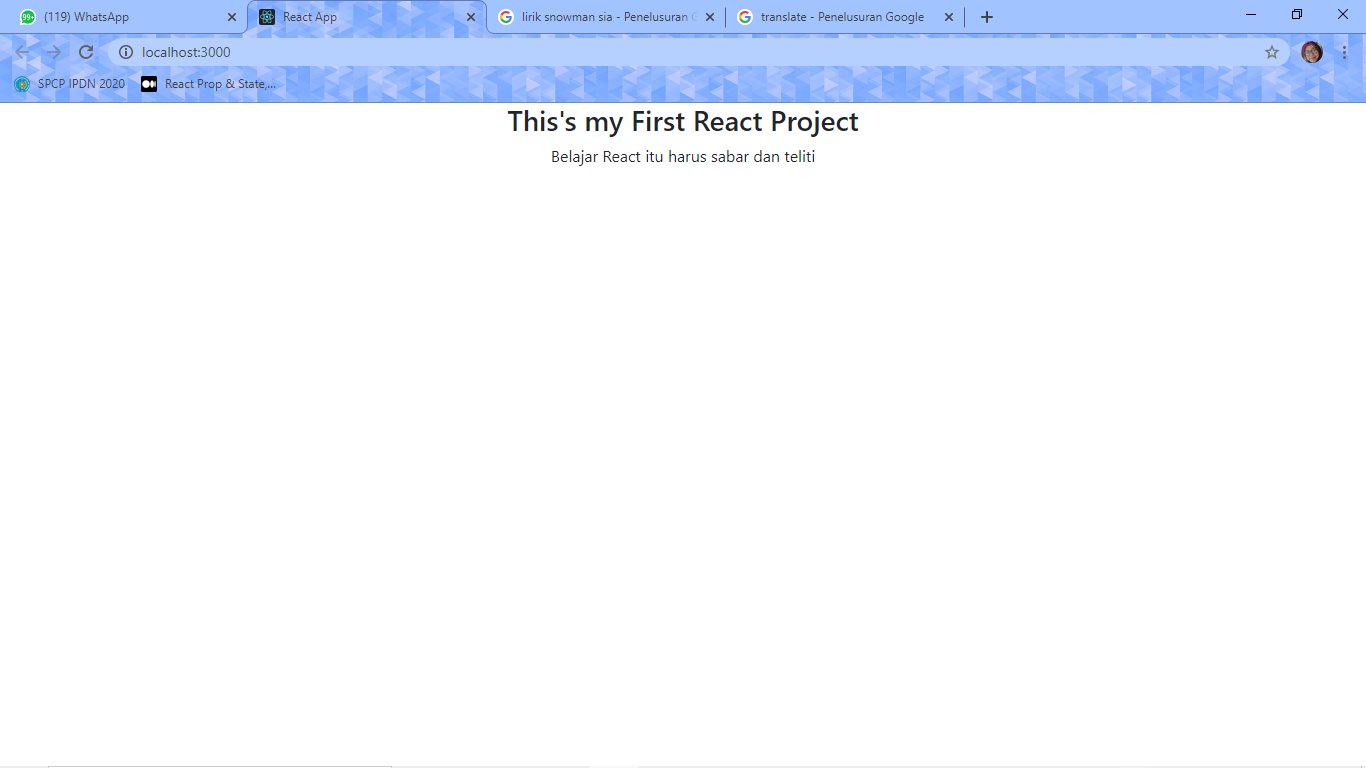 99+ (119) WhatsApp
React App
lirik snowman sia - Penelusuran
translate - Penelusuran Google
localhost:3000
SPCP IPDN 2020
React Prop & State,...
This's my First React Project
Belajar React itu harus sabar dan teliti